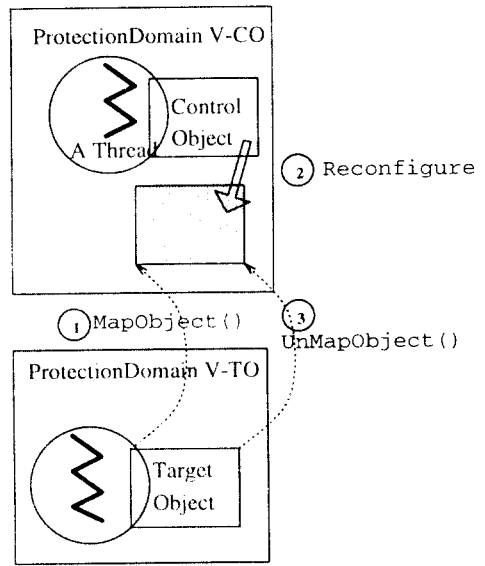 ProtectionDomain V-CO
Control
Object
A Thread
2 Reconfigure
1 MapObject()
3
UnMapObject()
ProtectionDomain V-TO
Target
Object